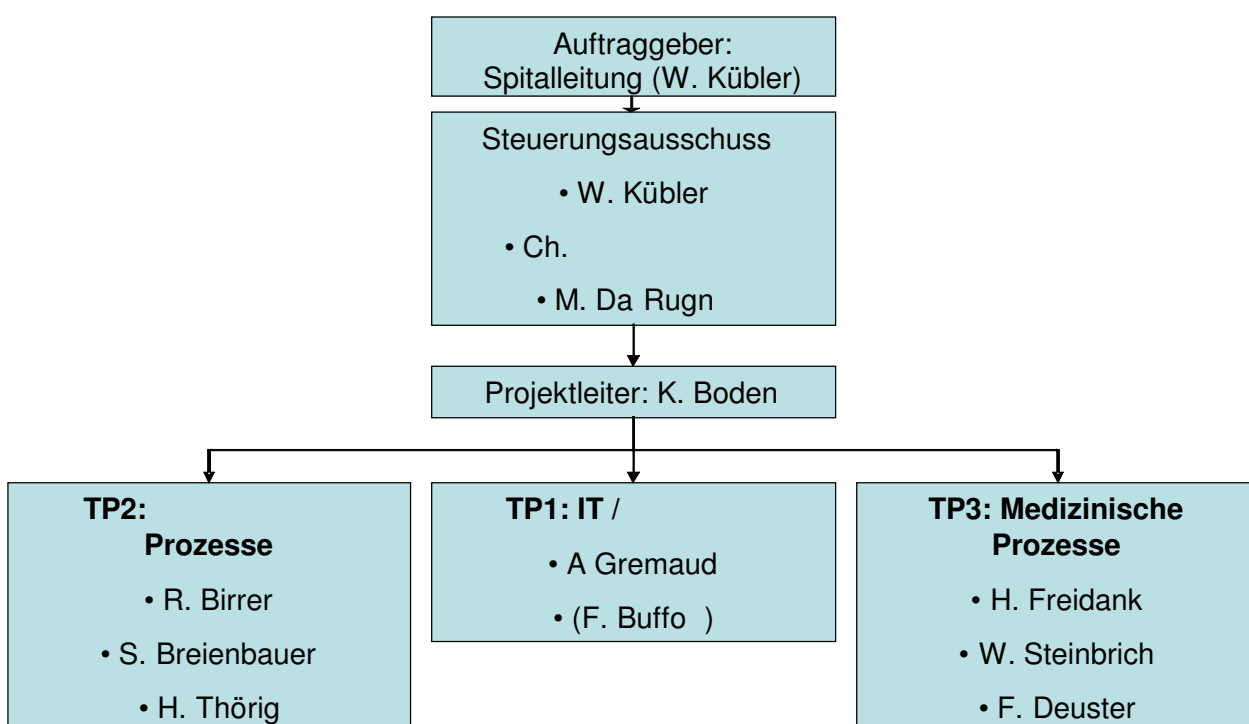 Auftraggeber:
Spitalleitung (W. Kübler)
Steuerungsausschuss
• W. Kübler
• Ch.
• M. Da Rugn
Projektleiter: K. Boden
TP2:
Prozesse
• R. Birrer
• S. Breienbauer
• H. Thörig
TP1: IT /
• A Gremaud
• (F. Buffo )
TP3: Medizinische
Prozesse
• H. Freidank
• W. Steinbrich
• F. Deuster